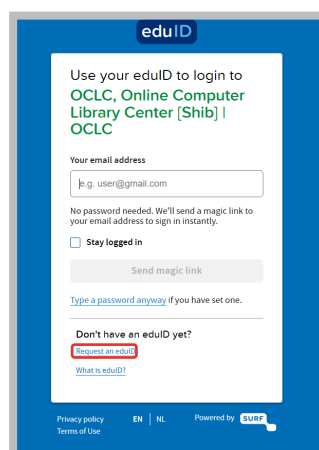 eduID
Use your eduID to login to
OCLC, Online Computer
Library Center [Shib] |
OCLC
Your email address
e.g. user@gmail.com
No password needed. We'll send a magic link to
your email address to sign in instantly.
Stay logged in
Send magic link
Type a password anyway if you have set one.
Don't have an eduID yet?
Request an eduID
What is eduID?
Privacy policy
EN | NL
Powered by SURF
Terms of Use